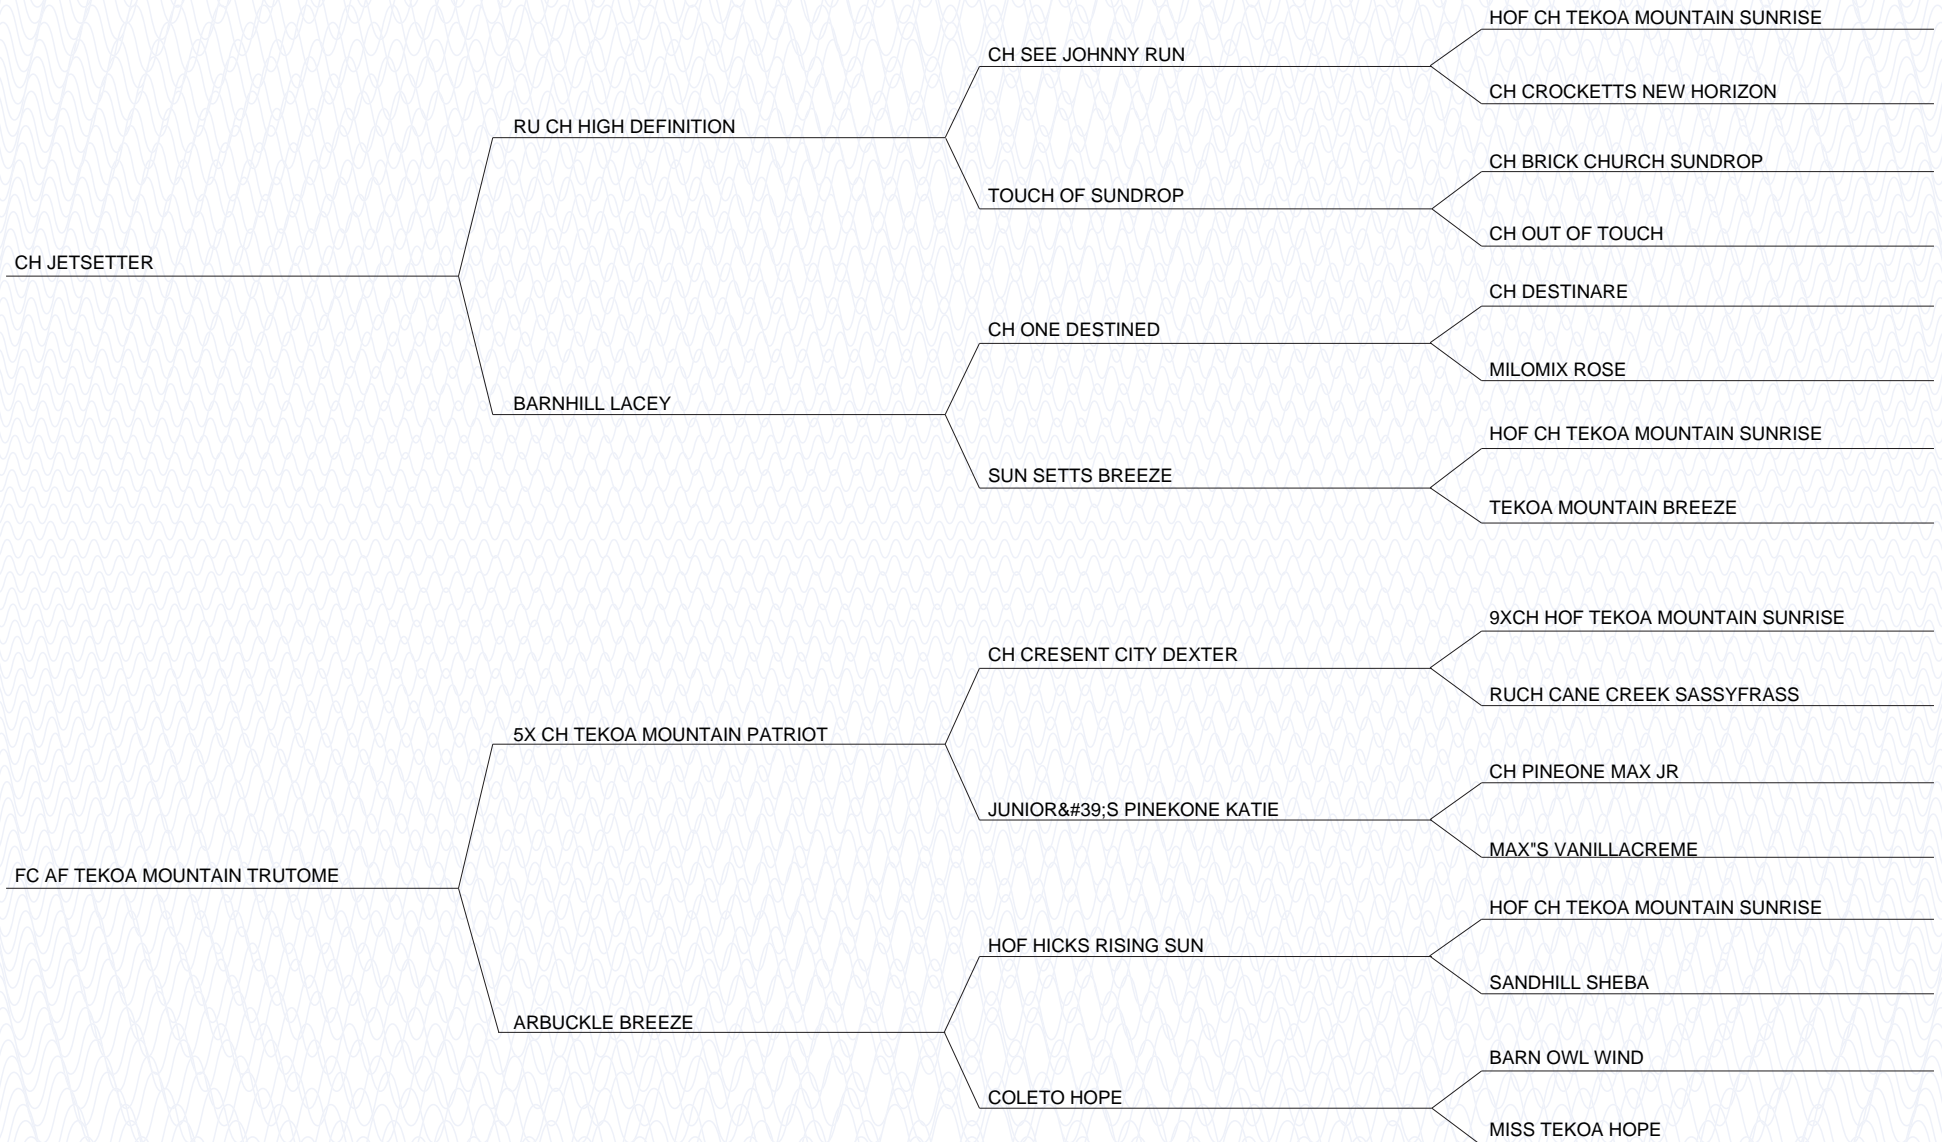 HOF CH TEKOA MOUNTAIN SUNRISE
CH SEE JOHNNY RUN
CH CROCKETTS NEW HORIZON
RU CH HIGH DEFINITION
CH BRICK CHURCH SUNDROP
TOUCH OF SUNDROP
CH OUT OF TOUCH
CH JETSETTER
CH DESTINARE
CH ONE DESTINED
MILOMIX ROSE
BARNHILL LACEY
HOF CH TEKOA MOUNTAIN SUNRISE
SUN SETTS BREEZE
TEKOA MOUNTAIN BREEZE
9XCH HOF TEKOA MOUNTAIN SUNRISE
CH CRESENT CITY DEXTER
RUCH CANE CREEK SASSYFRASS
5X CH TEKOA MOUNTAIN PATRIOT
CH PINEONE MAX JR
JUNIOR&#39;S PINEKONE KATIE
MAX"S VANILLACREME
FC AF TEKOA MOUNTAIN TRUTOME
HOF CH TEKOA MOUNTAIN SUNRISE
HOF HICKS RISING SUN
SANDHILL SHEBA
ARBUCKLE BREEZE
BARN OWL WIND
COLETO HOPE
MISS TEKOA HOPE